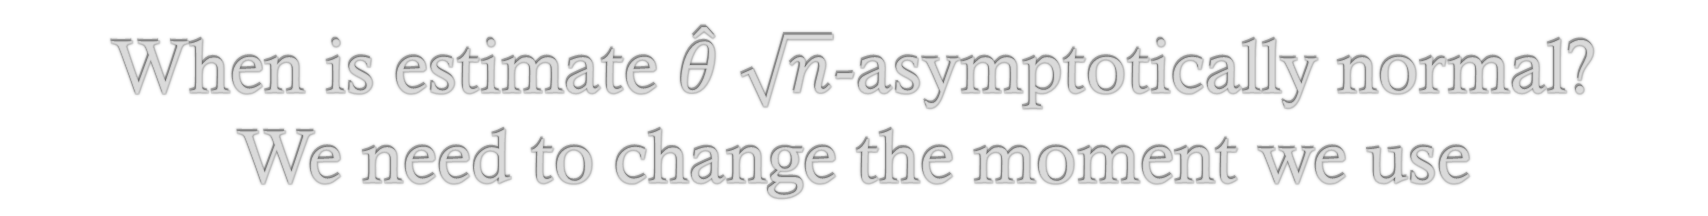 When is estimate θ̂ √n-asymptotically normal?
We need to change the moment we use